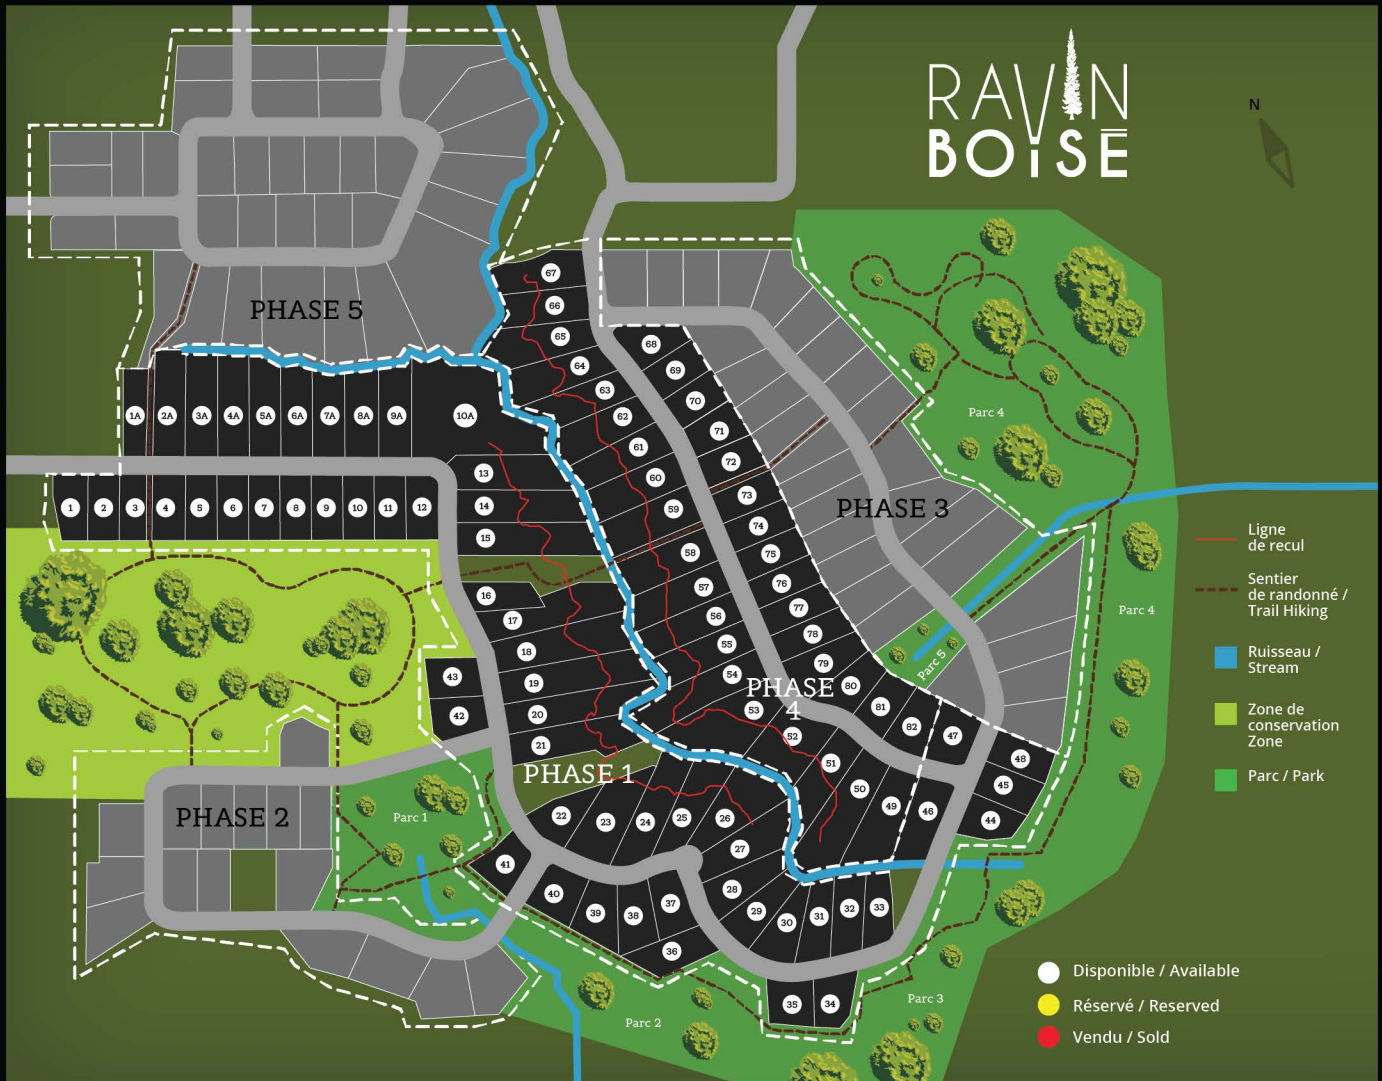 RAVIN
BOISÉ
N
PHASE 5
67
66
65
64
63
62
61
60
59
58
57
56
55
54
53
52
51
50
49
46
68
69
70
71
72
73
74
75
76
77
78
79
80
81
82
47
48
45
44
1A
2A
3A
4A
5A
6A
7A
8A
9A
10A
1
2
3
4
5
6
7
8
9
10
11
12
13
14
15
16
17
18
19
20
21
43
42
PHASE 3
PHASE
4
PHASE 1
PHASE 2
22
23
24
25
26
27
28
29
30
31
32
33
41
40
39
38
37
36
35
34
Parc 4
Parc 4
Parc 5
Parc 1
Parc 2
Parc 3
Ligne
de recul
Sentier
de randonné /
Trail Hiking
Ruisseau /
Stream
Zone de
conservation
Zone
Parc / Park
Disponible / Available
Réservé / Reserved
Vendu / Sold